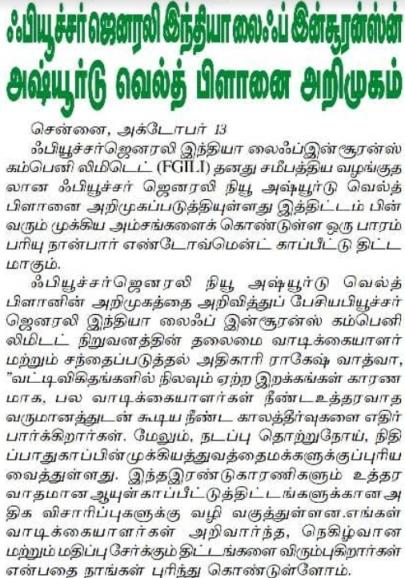 ஃபியூச்சர் ஜெனரலி இந்தியா லைஃப் இன்சூரன்ஸ்ன்
அஷ்யூர்டு வெல்த் பிளானை அறிமுகம்
சென்னை, அக்டோபர் 13
ஃபியூச்சர்ஜெனரலி இந்தியா லைஃப்இன்சூரன்ஸ்
கம்பெனி லிமிடெட் (FGILI) தனது சமீபத்திய வழங்குத
லான ஃபியூச்சர் ஜெனரலி நியூ அஷ்யூர்டு வெல்த்
பிளானை அறிமுகப்படுத்தியுள்ளது இத்திட்டம் பின்
வரும் முக்கிய அம்சங்களைக் கொண்டுள்ள ஒரு பாரம்
பரியு நான்பார் எண்டோவ்மென்ட் காப்பீட்டு திட்ட
மாகும்.
ஃபியூச்சர்ஜெனரலி நியூ அஷ்யூர்டு வெல்த்
பிளானின் அறிமுகத்தை அறிவித்துப் பேசியபியூச்சர்
ஜெனரலி இந்தியா லைஃப் இன்சூரன்ஸ் கம்பெனி
லிமிடட் நிறுவனத்தின் தலைமை வாடிக்கையாளர்
மற்றும் சந்தைப்படுத்தல் அதிகாரி ராகேஷ் வாத்வா,
"வட்டிவிகிதங்களில் நிலவும் ஏற்ற இறக்கங்கள் காரண
மாக, பல வாடிக்கையாளர்கள் நீண்டஉத்தரவாத
வருமானத்துடன் கூடிய நீண்ட காலத்தீர்வுகளை எதிர்
பார்க்கிறார்கள். மேலும், நடப்பு தொற்றுநோய், நிதி
ப்பாதுகாப்பின்முக்கியத்துவத்தைமக்களுக்குப்புரிய
வைத்துள்ளது. இந்தஇரண்டுகாரணிகளும் உத்தர
வாதமான ஆயுள்காப்பீட்டுத்திட்டங்களுக்கான அ
திக விசாரிப்புகளுக்கு வழி வகுத்துள்ளன.எங்கள்
வாடிக்கையாளர்கள் அறிவார்ந்த, நெகிழ்வான
மற்றும் மதிப்புசேர்க்கும்திட்டங்களை விரும்புகிறார்கள்
என்பதை நாங்கள் புரிந்து கொண்டுள்ளோம்.